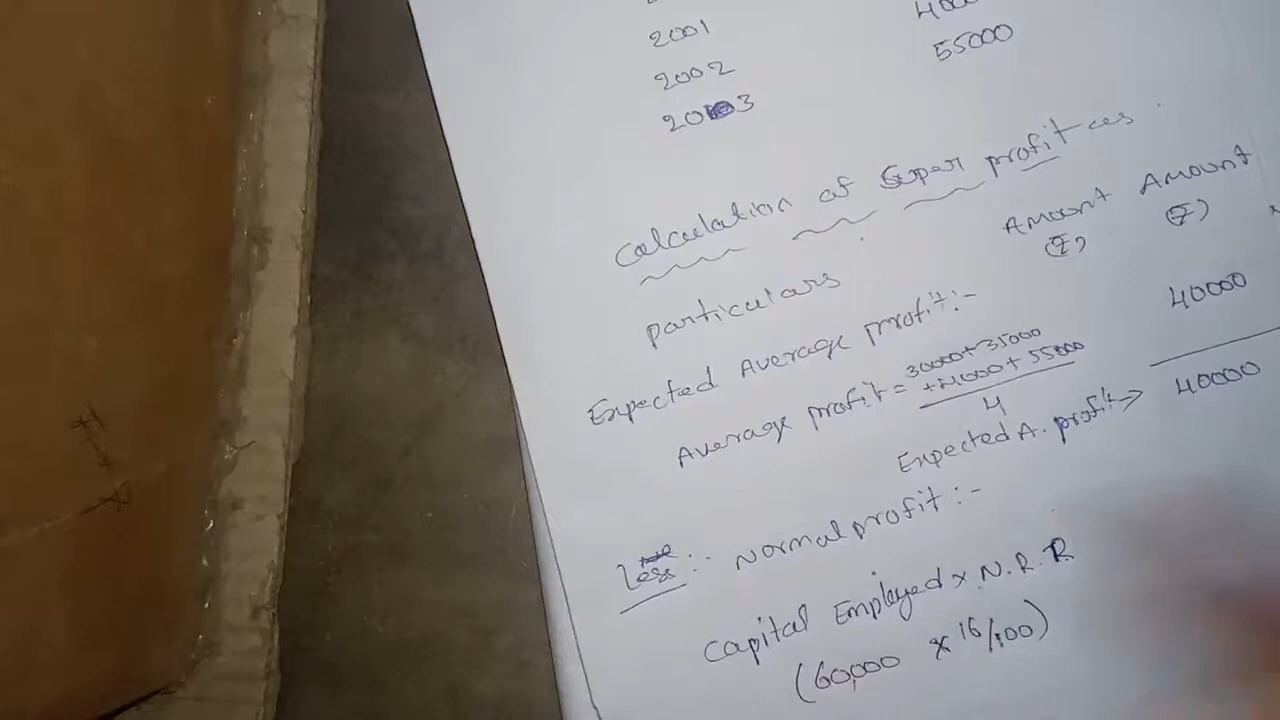 2001
2002
55000
2003
Calculation of Super profit as
Amount Amount
particulars (₹) (₹)
Expected Average profit:-
Average profit = 30000+35000 40000
+ 55000
4
Expected A. profit → 40000
Less :- Normal profit :-
Capital Employed x N.R.R
(60,000 x 16/100)